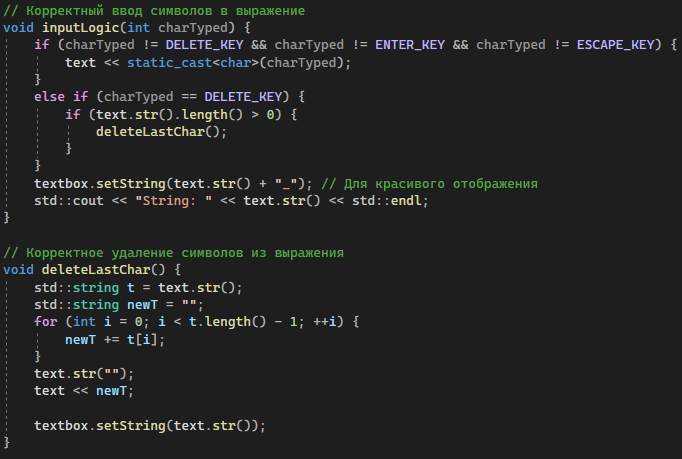 // Корректный ввод символов в выражение
void inputLogic(int charTyped) {
    if (charTyped != DELETE_KEY && charTyped != ENTER_KEY && charTyped != ESCAPE_KEY) {
        text << static_cast<char>(charTyped);
    }
    else if (charTyped == DELETE_KEY) {
        if (text.str().length() > 0) {
            deleteLastChar();
        }
    }
    textbox.setString(text.str() + "_"); // Для красивого отображения
    std::cout << "String: " << text.str() << std::endl;
}

// Корректное удаление символов из выражения
void deleteLastChar() {
    std::string t = text.str();
    std::string newT = "";
    for (int i = 0; i < t.length() - 1; ++i) {
        newT += t[i];
    }
    text.str("");
    text << newT;

    textbox.setString(text.str());
}